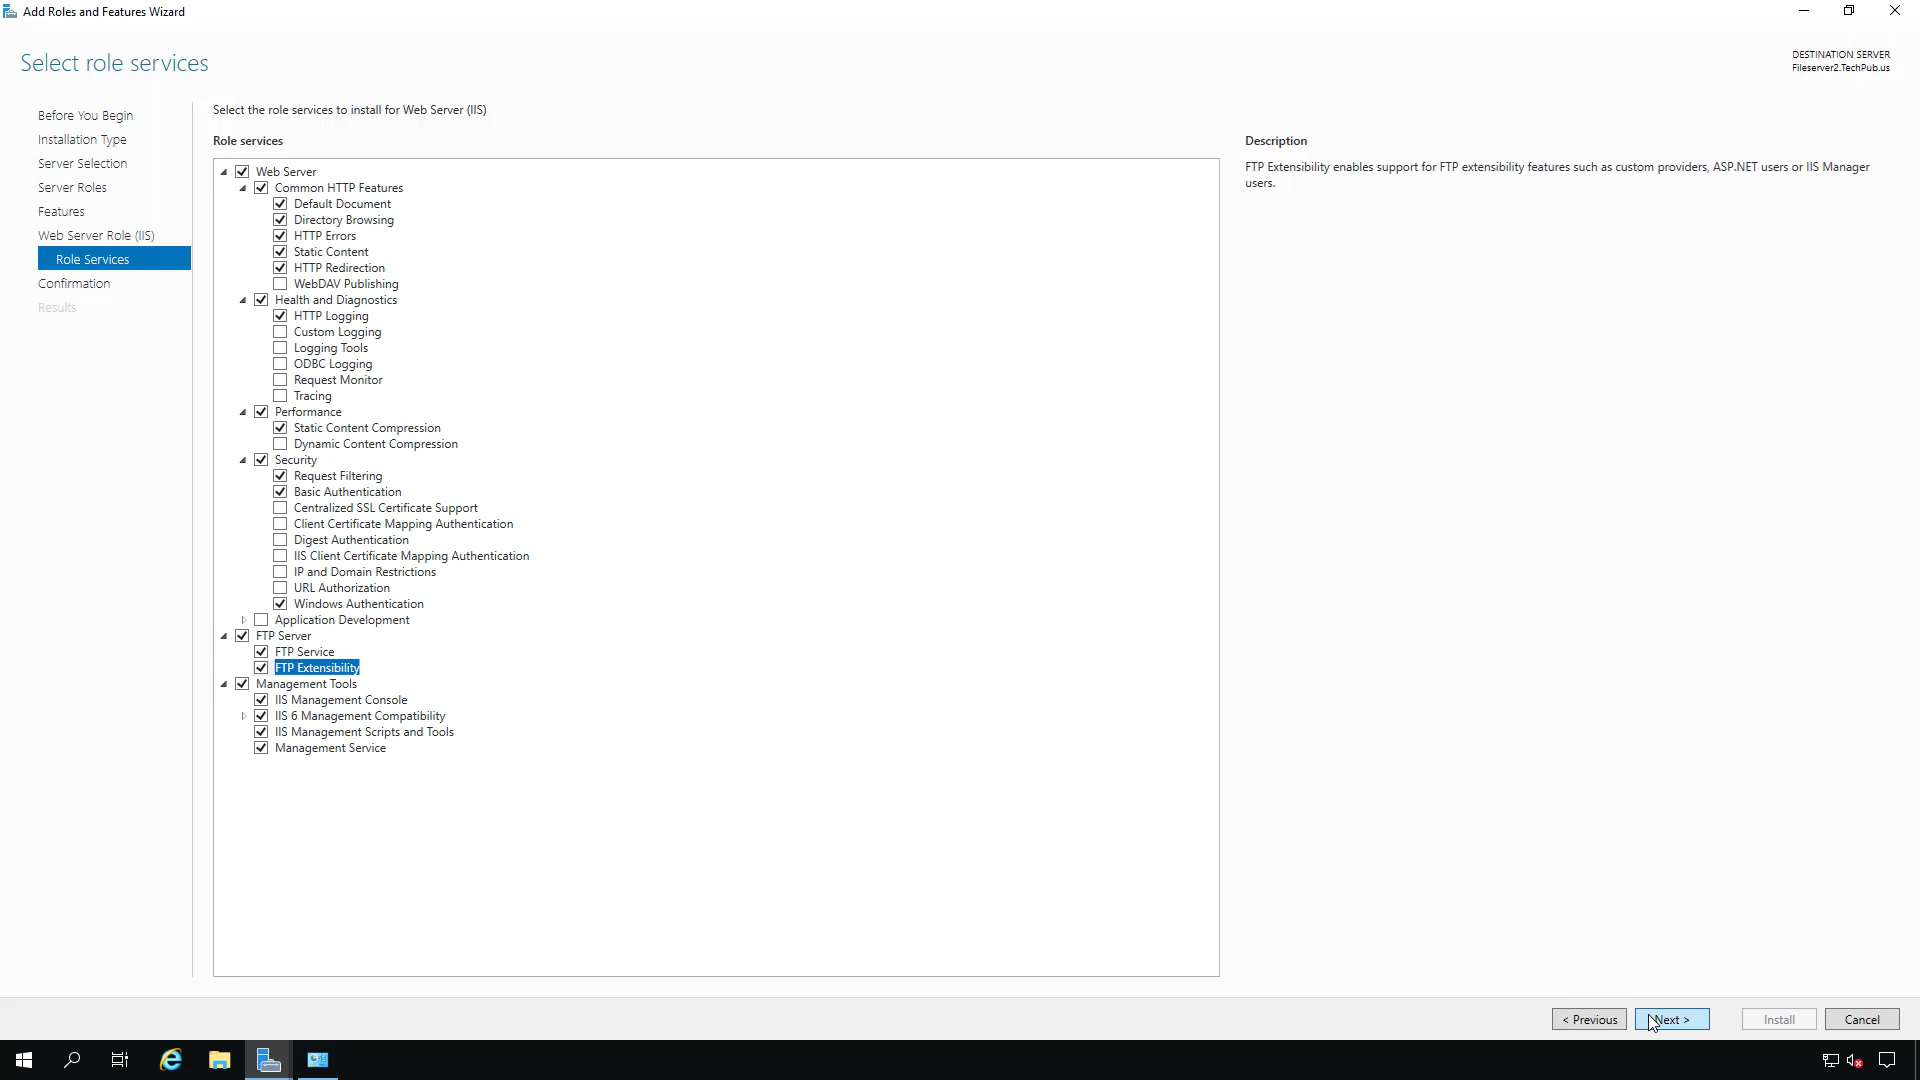 Add Roles and Features Wizard
Select role services
DESTINATION SERVER
Fileserver2.TechPub.us
Before You Begin
Installation Type
Server Selection
Server Roles
Features
Web Server Role (IIS)
Role Services
Confirmation
Results
Select the role services to install for Web Server (IIS)
Role services
Web Server
Common HTTP Features
Default Document
Directory Browsing
HTTP Errors
Static Content
HTTP Redirection
WebDAV Publishing
Health and Diagnostics
HTTP Logging
Custom Logging
Logging Tools
ODBC Logging
Request Monitor
Tracing
Performance
Static Content Compression
Dynamic Content Compression
Security
Request Filtering
Basic Authentication
Centralized SSL Certificate Support
Client Certificate Mapping Authentication
Digest Authentication
IIS Client Certificate Mapping Authentication
IP and Domain Restrictions
URL Authorization
Windows Authentication
Application Development
FTP Server
FTP Service
FTP Extensibility
Management Tools
IIS Management Console
IIS 6 Management Compatibility
IIS Management Scripts and Tools
Management Service
Description
FTP Extensibility enables support for FTP extensibility features such as custom providers, ASP.NET users or IIS Manager
users.
< Previous
Next >
Install
Cancel